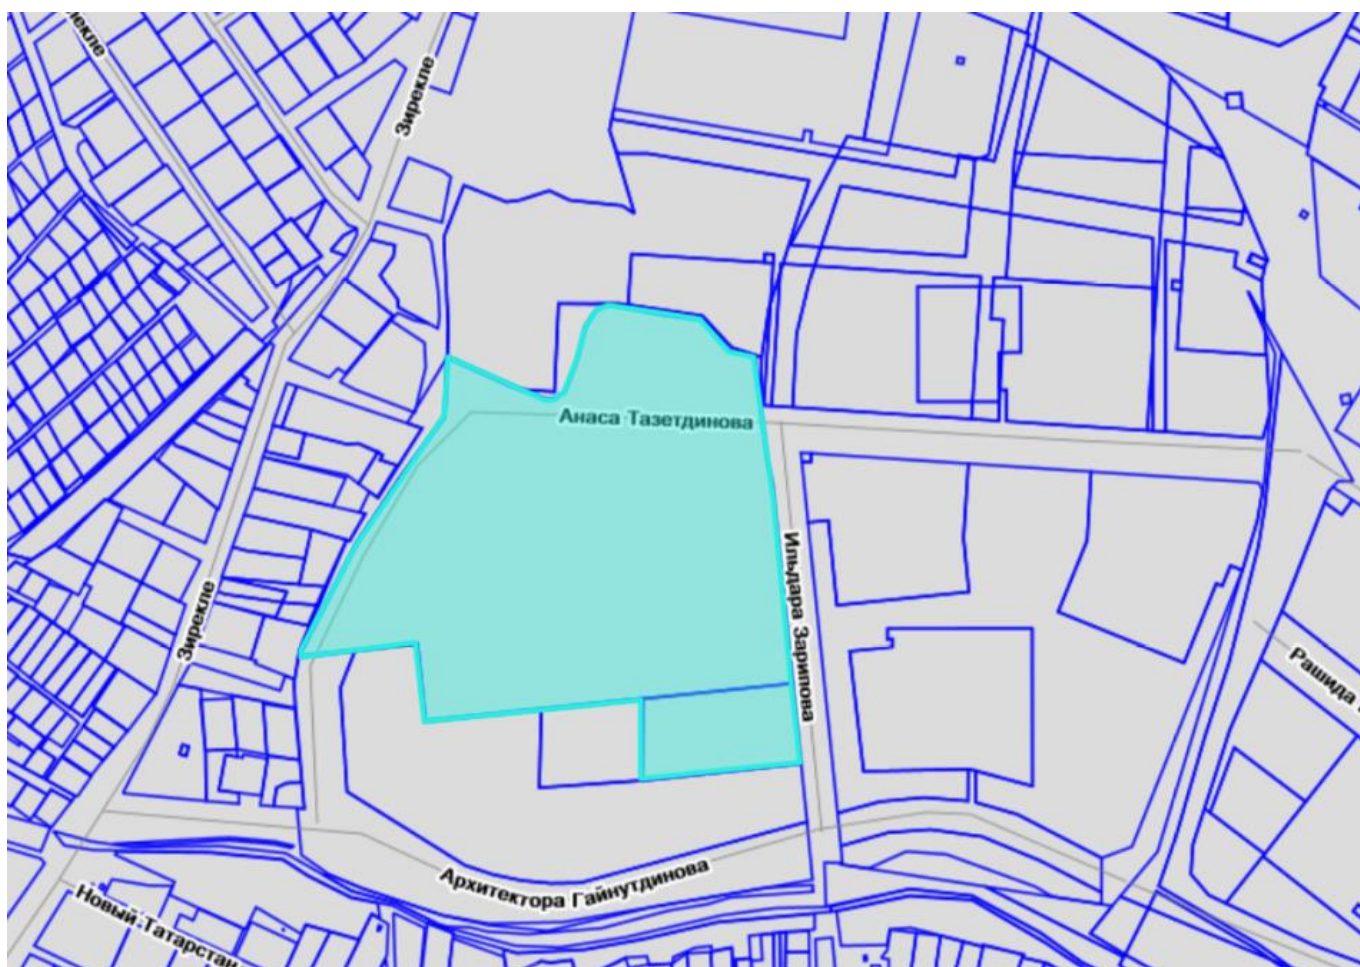 Зирекле
Анаса Тазетдинова
Ильдара Зарипова
Зирекле
Рашида
Архитектора Гайнутдинова
Новый Татарстан